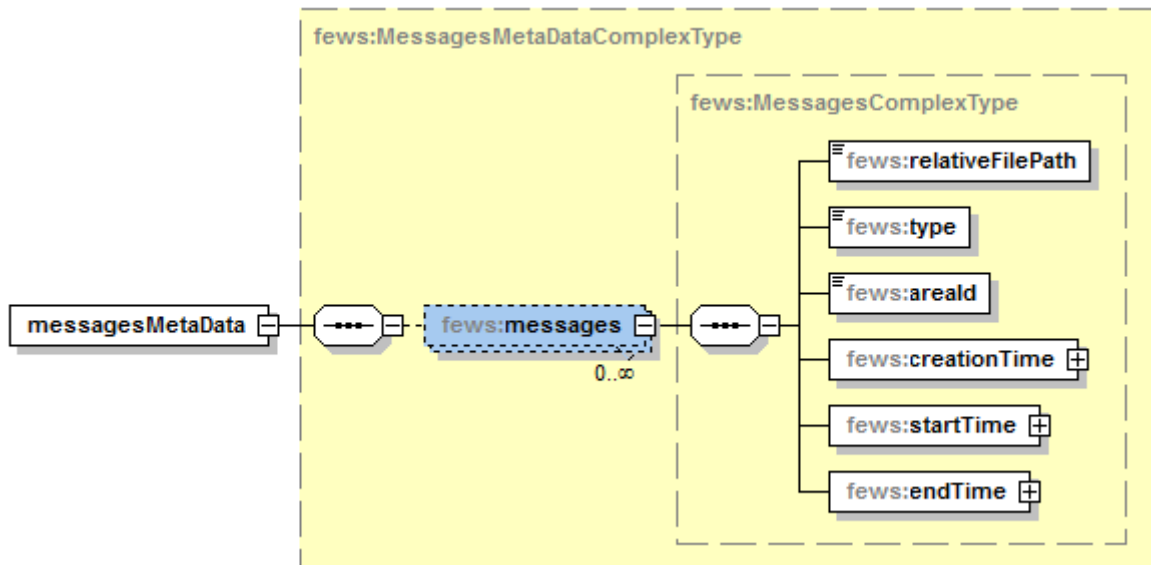 fews:MessagesMetaDataComplexType
fews:MessagesComplexType
fews:relativeFilePath
fews:type
fews:areaId
messagesMetaData
fews:messages
0..∞
fews:creationTime
fews:startTime
fews:endTime